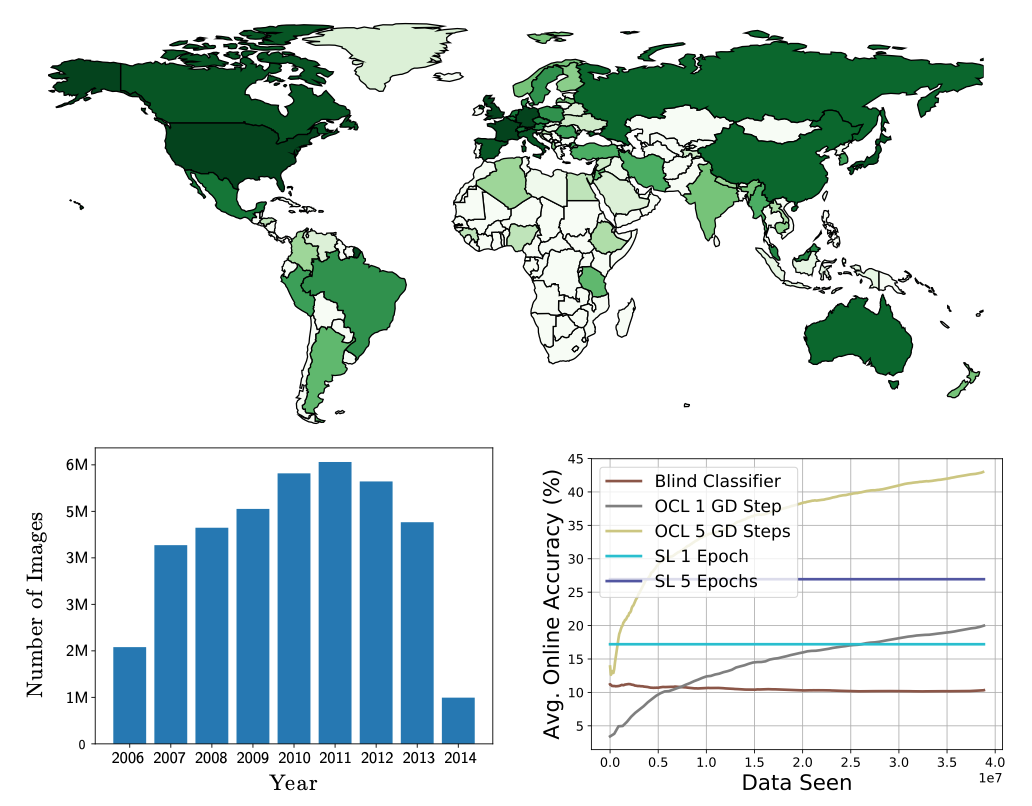 Number of Images
6M
5M
3M
3M
2M
1M
0
2006 2007 2008 2009 2010 2011 2012 2013 2014
Year
Avg. Online Accuracy (%)
45
40
35
30
25
20
15
10
5
Blind Classifier
OCL 1 GD Step
OCL 5 GD Steps
SL 1 Epoch
SL 5 Epochs
0.0 0.5 1.0 1.5 2.0 2.5 3.0 3.5 4.0
1e7
Data Seen